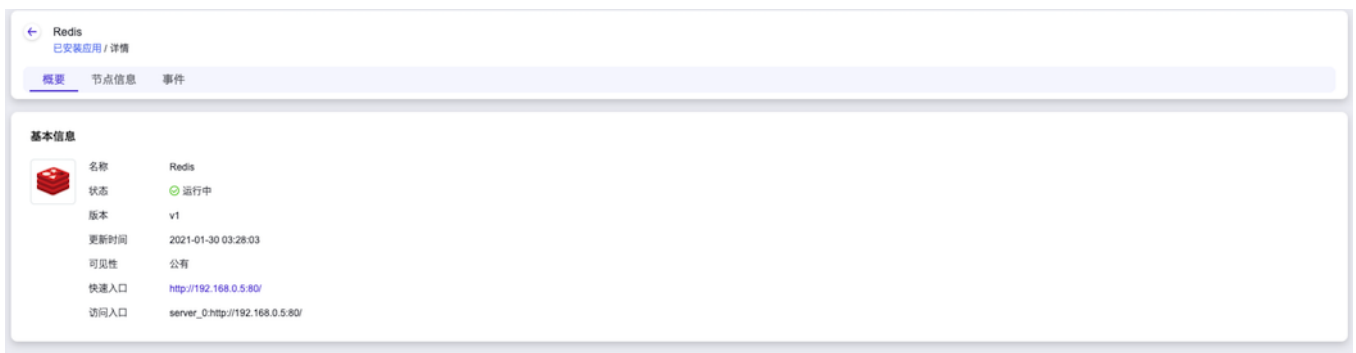 Redis
已安装应用 / 详情
概要 节点信息 事件
基本信息
名称 Redis
状态 运行中
版本 v1
更新时间 2021-01-30 03:28:03
可见性 公有
快速入口 http://192.168.0.5:80/
访问入口 server_0:http://192.168.0.5:80/